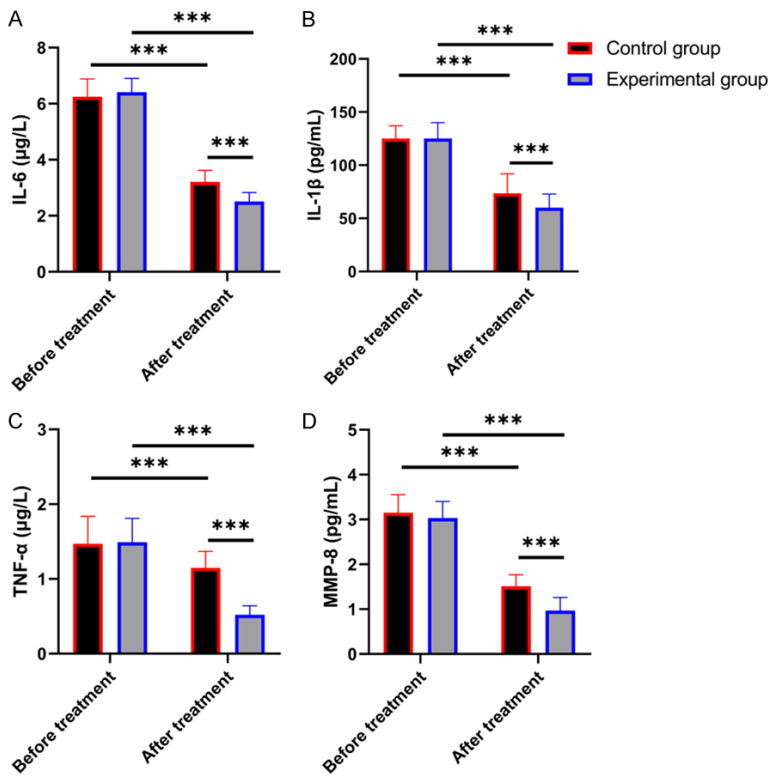 A
IL-6 (μg/L)
8
6
4
2
0
***
***
***
Before treatment
After treatment
B
IL-1β (pg/mL)
200
150
100
50
0
***
***
***
Before treatment
After treatment
Control group
Experimental group
C
TNF-α (μg/L)
3
2
1
0
***
***
***
Before treatment
After treatment
D
MMP-8 (pg/mL)
5
4
3
2
1
0
***
***
***
Before treatment
After treatment